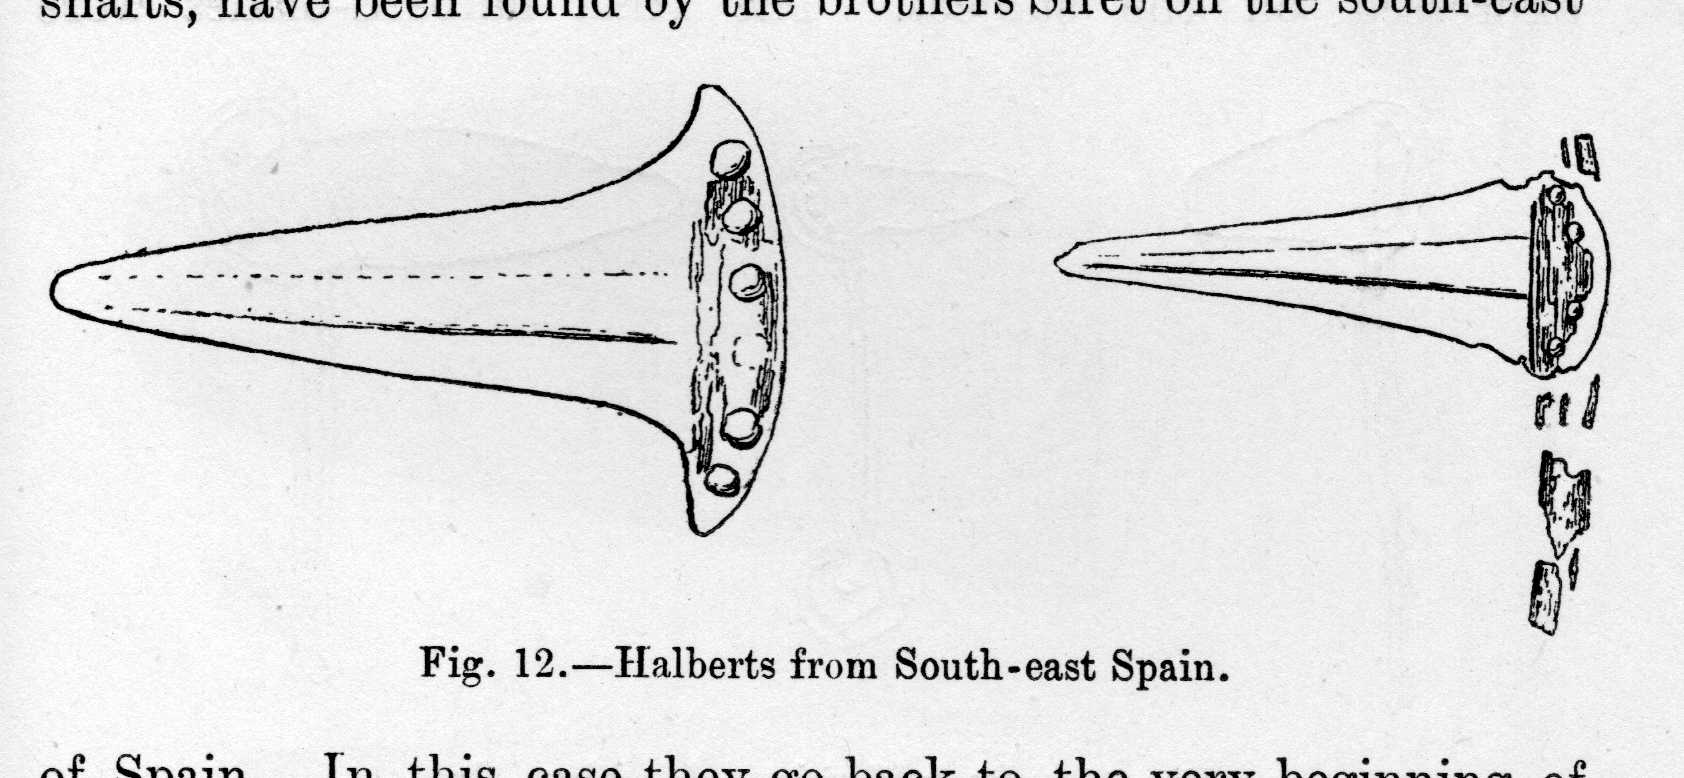 shafts, have been found by the brothers Siret on the south-east
Fig. 12.—Halberts from South-east Spain.
of Spain. In this case they go back to the very beginning of